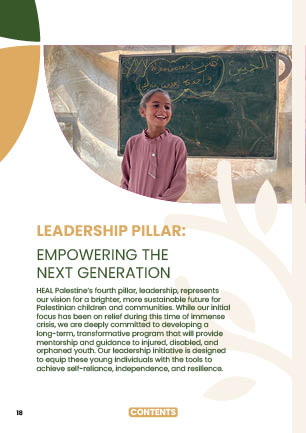 LEADERSHIP PILLAR:
EMPOWERING THE
NEXT GENERATION
HEAL Palestine's fourth pillar, leadership, represents
our vision for a brighter, more sustainable future for
Palestinian children and communities. While our initial
focus has been on relief during this time of immense
crisis, we are deeply committed to developing a
long-term, transformative program that will provide
mentorship and guidance to injured, disabled, and
orphaned youth. Our leadership initiative is designed
to equip these young individuals with the tools to
achieve self-reliance, independence, and resilience.
18
CONTENTS